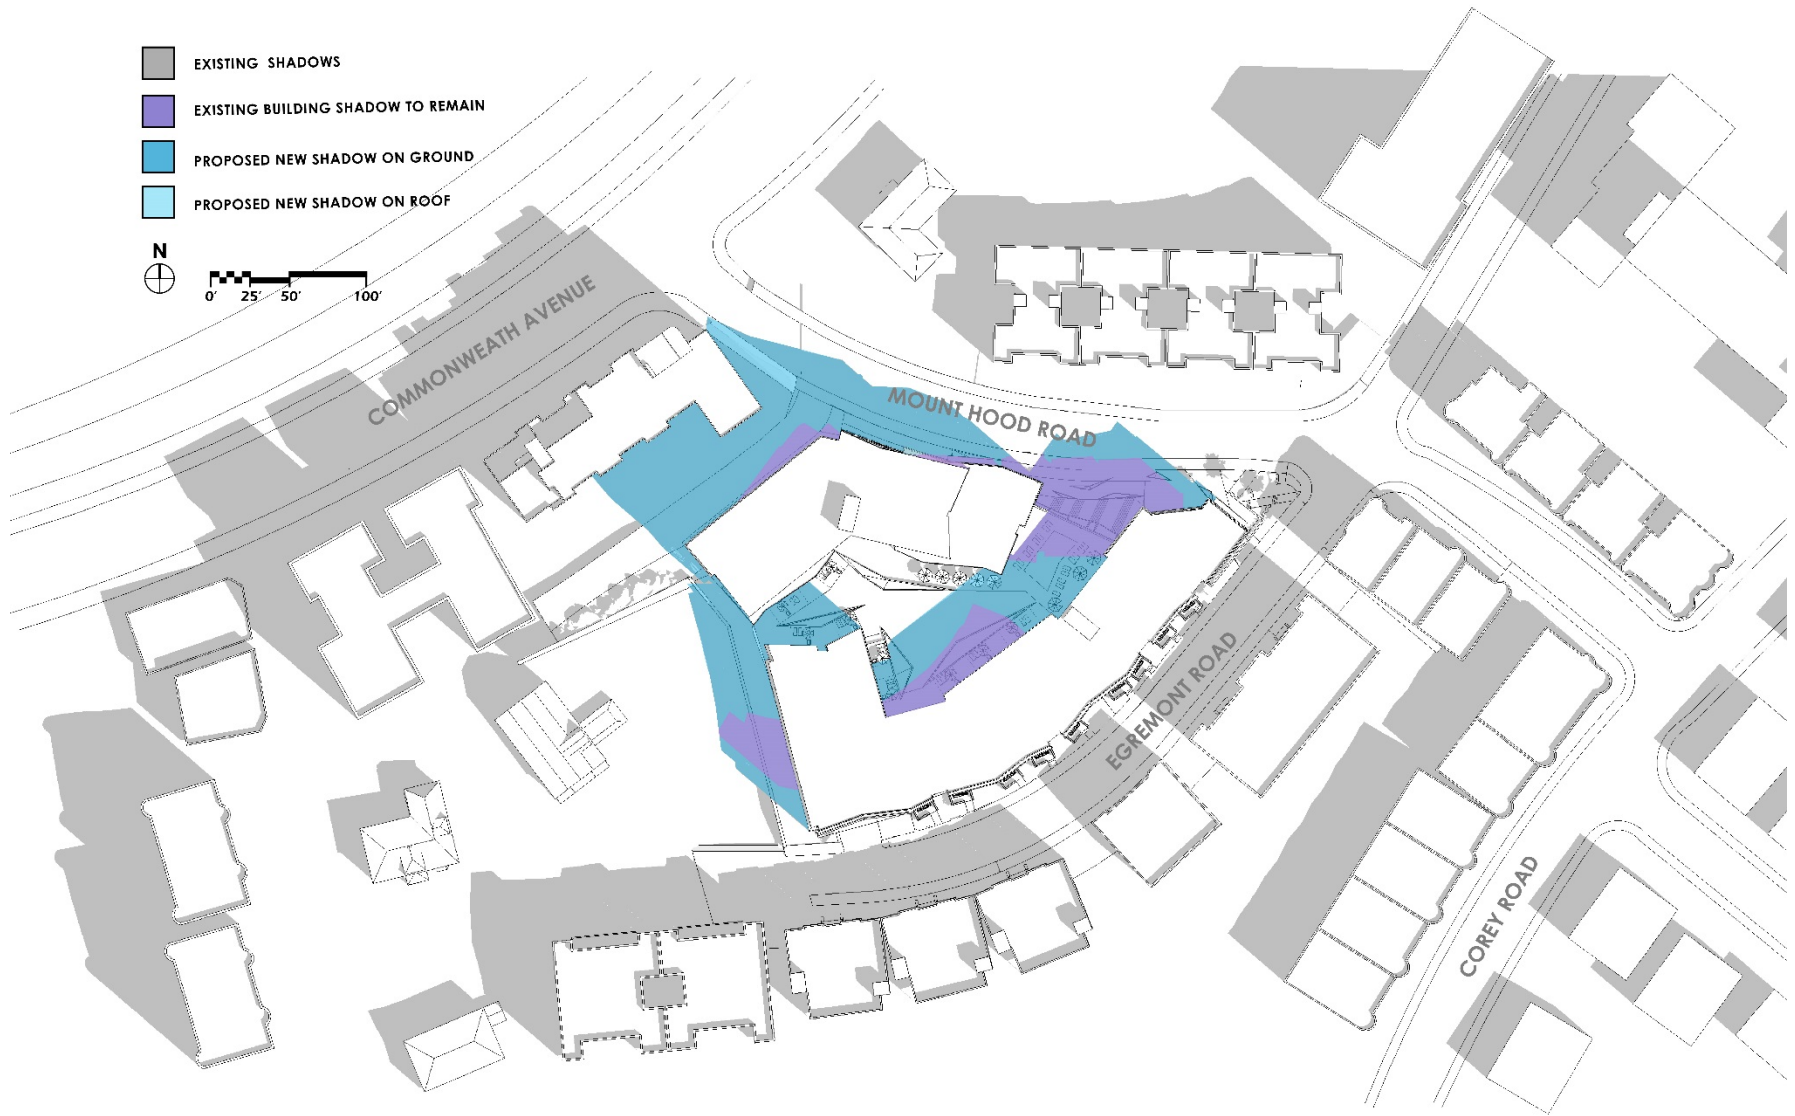 EXISTING SHADOWS
EXISTING BUILDING SHADOW TO REMAIN
PROPOSED NEW SHADOW ON GROUND
PROPOSED NEW SHADOW ON ROOF
N
0' 25' 50' 100'
COMMONWEATH AVENUE
MOUNT HOOD ROAD
EGREMONT ROAD
COREY ROAD